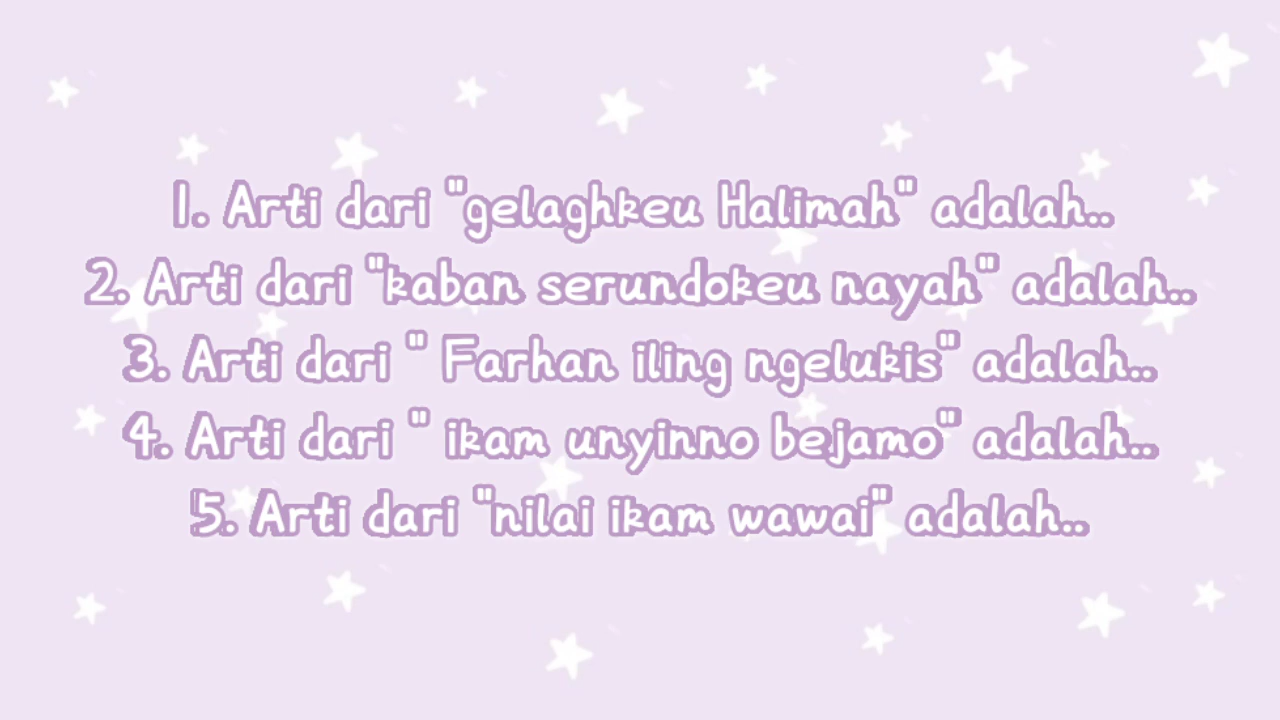 1. Arti dari "gelaghkeu Halimah" adalah..
2. Arti dari "kaban serundokeu nayah" adalah..
3. Arti dari " Farhan iling ngelukis" adalah..
4. Arti dari " ikam unyinno bejamo" adalah..
5. Arti dari "nilai ikam wawai" adalah..